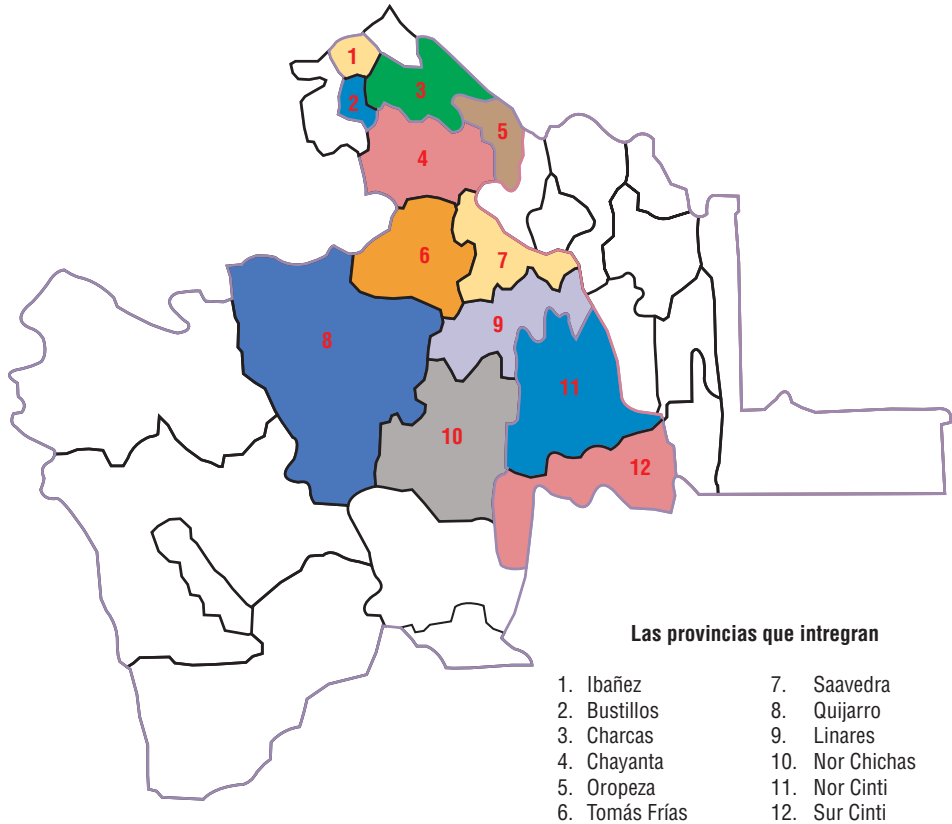 1
2
3
5
4
6
7
9
8
11
10
12
Las provincias que intregran
1. Ibañez
2. Bustillos
3. Charcas
4. Chayanta
5. Oropeza
6. Tomás Frías
7. Saavedra
8. Quijarro
9. Linares
10. Nor Chichas
11. Nor Cinti
12. Sur Cinti